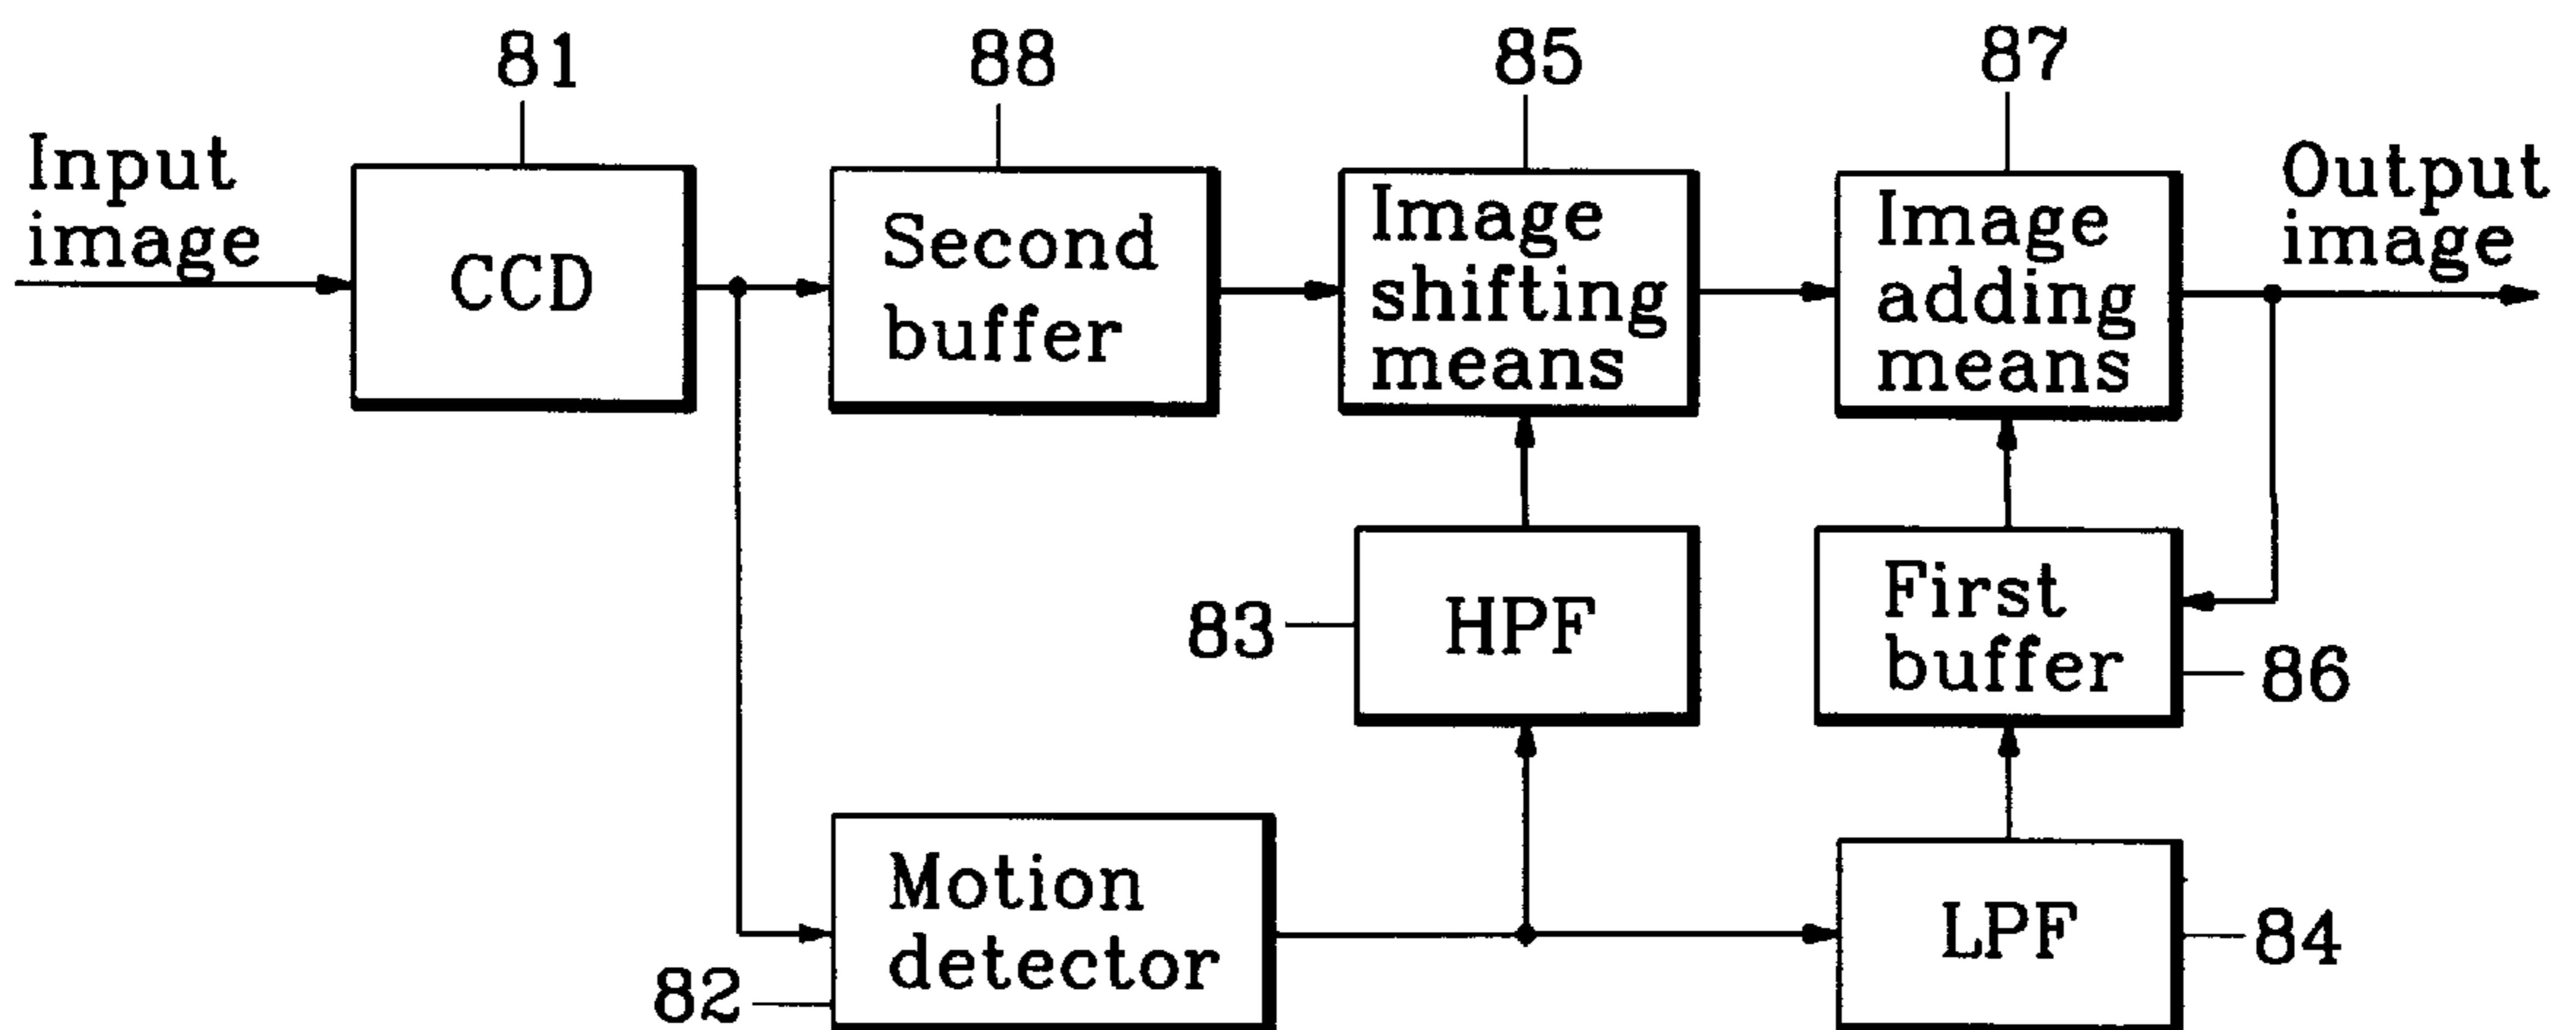 81
88
85
87
Input
image
CCD
Second
buffer
Image
shifting
means
Image
adding
means
Output
image
83
HPF
First
buffer
86
Motion
detector
82
LPF
84